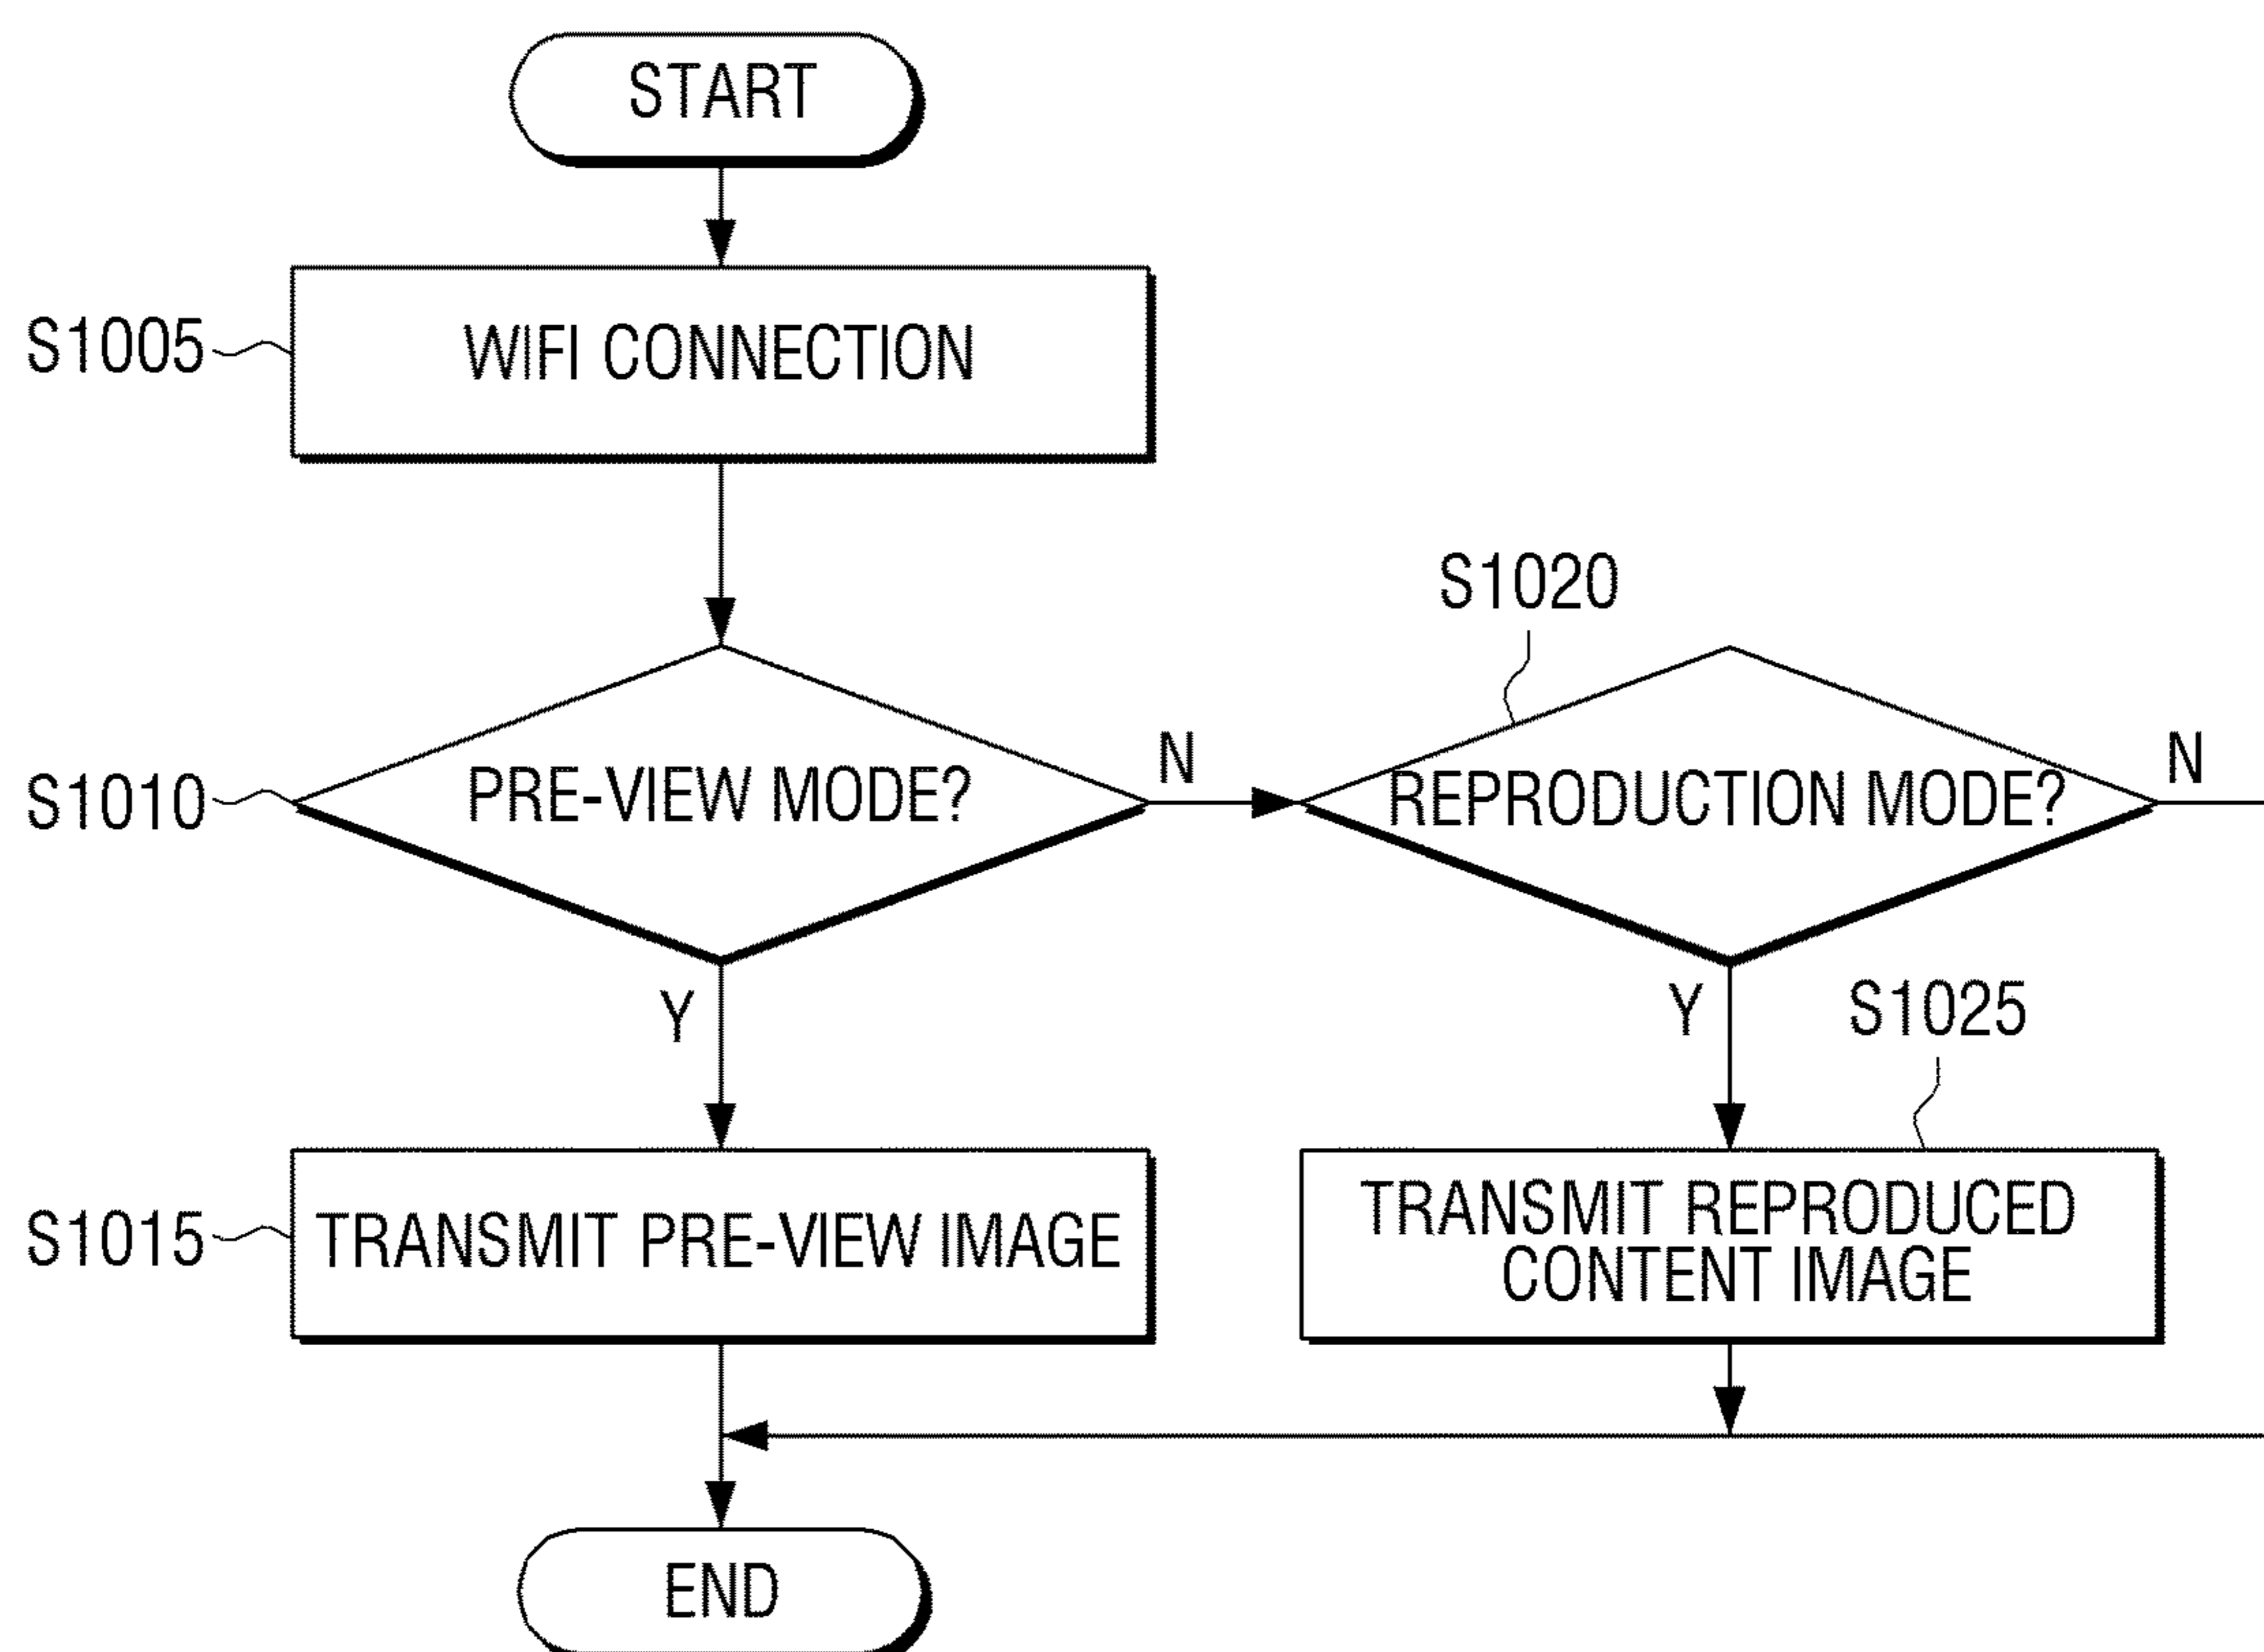 START
S1005
WIFI CONNECTION
S1020
S1010
PRE-VIEW MODE?
N
REPRODUCTION MODE?
N
Y
Y
S1025
S1015
TRANSMIT PRE-VIEW IMAGE
TRANSMIT REPRODUCED
CONTENT IMAGE
END